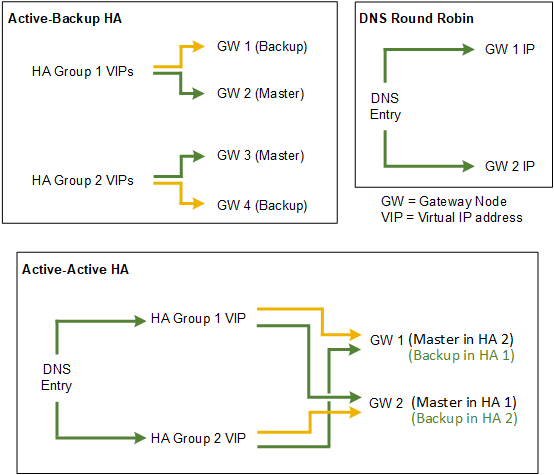 Active-Backup HA
HA Group 1 VIPs
GW 1 (Backup)
GW 2 (Master)
HA Group 2 VIPs
GW 3 (Master)
GW 4 (Backup)
DNS Round Robin
DNS
Entry
GW 1 IP
GW 2 IP
GW = Gateway Node
VIP = Virtual IP address
Active-Active HA
DNS
Entry
HA Group 1 VIP
HA Group 2 VIP
GW 1 (Master in HA 2)
(Backup in HA 1)
GW 2 (Master in HA 1)
(Backup in HA 2)